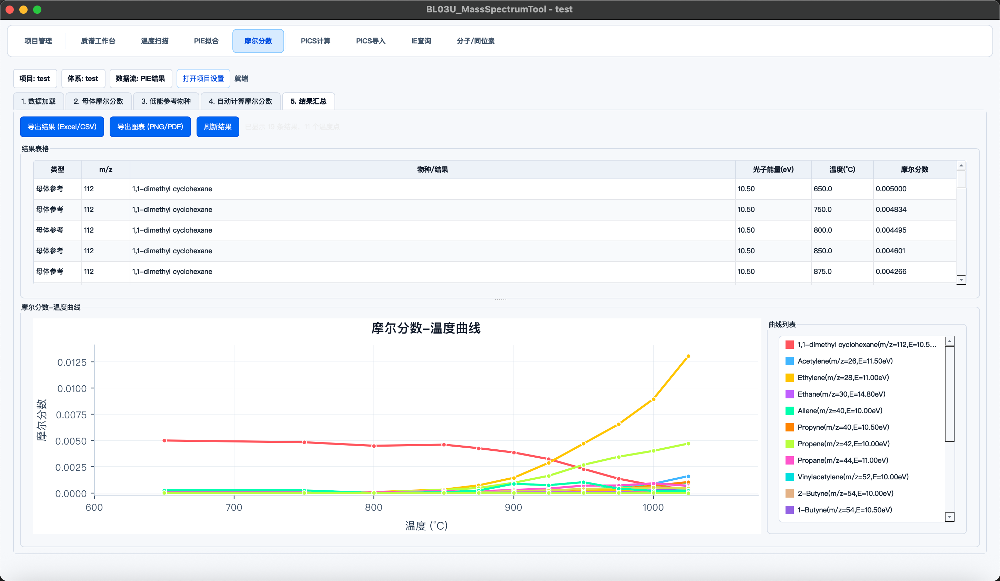 BL03U_MassSpectrumTool - test
项目管理 质谱工作台 温度扫描 PIE拟合 摩尔分数 PICS计算 PICS导入 IE查询 分子/同位素
项目: test 体系: test 数据流: PIE结果 打开项目设置 就绪
1. 数据加载 2. 母体摩尔分数 3. 低能参考物种 4. 自动计算摩尔分数 5. 结果汇总
导出结果 (Excel/CSV) 导出图表 (PNG/PDF) 刷新结果 已显示 19 条结果，11 个温度点
结果表格
类型 m/z 物种/结果 光子能量(eV) 温度(°C) 摩尔分数
母体参考 112 1,1-dimethyl cyclohexane 10.50 650.0 0.005000
母体参考 112 1,1-dimethyl cyclohexane 10.50 750.0 0.004834
母体参考 112 1,1-dimethyl cyclohexane 10.50 800.0 0.004495
母体参考 112 1,1-dimethyl cyclohexane 10.50 850.0 0.004601
母体参考 112 1,1-dimethyl cyclohexane 10.50 875.0 0.004266
摩尔分数-温度曲线
摩尔分数-温度曲线
摩尔分数
0.0125
0.0100
0.0075
0.0050
0.0025
0.0000
600 700 800 900 1000
温度 (°C)
曲线列表
1,1-dimethyl cyclohexane(m/z=112,E=10.5...
Acetylene(m/z=26,E=11.50eV)
Ethylene(m/z=28,E=11.00eV)
Ethane(m/z=30,E=14.80eV)
Allene(m/z=40,E=10.00eV)
Propyne(m/z=40,E=10.50eV)
Propene(m/z=42,E=10.00eV)
Propane(m/z=44,E=11.00eV)
Vinylacetylene(m/z=52,E=10.00eV)
2-Butyne(m/z=54,E=10.00eV)
1-Butyne(m/z=54,E=10.50eV)